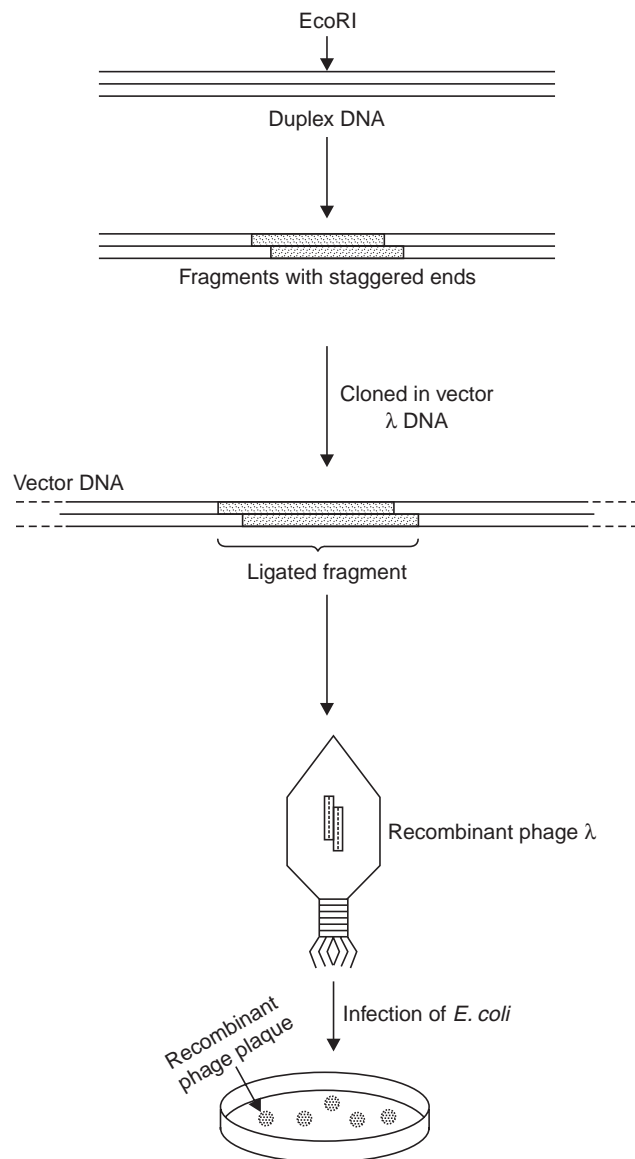 EcoRI
Duplex DNA
Fragments with staggered ends
Cloned in vector
λ DNA
Vector DNA
Ligated fragment
Recombinant phage λ
Infection of E. coli
Recombinant
phage plaque